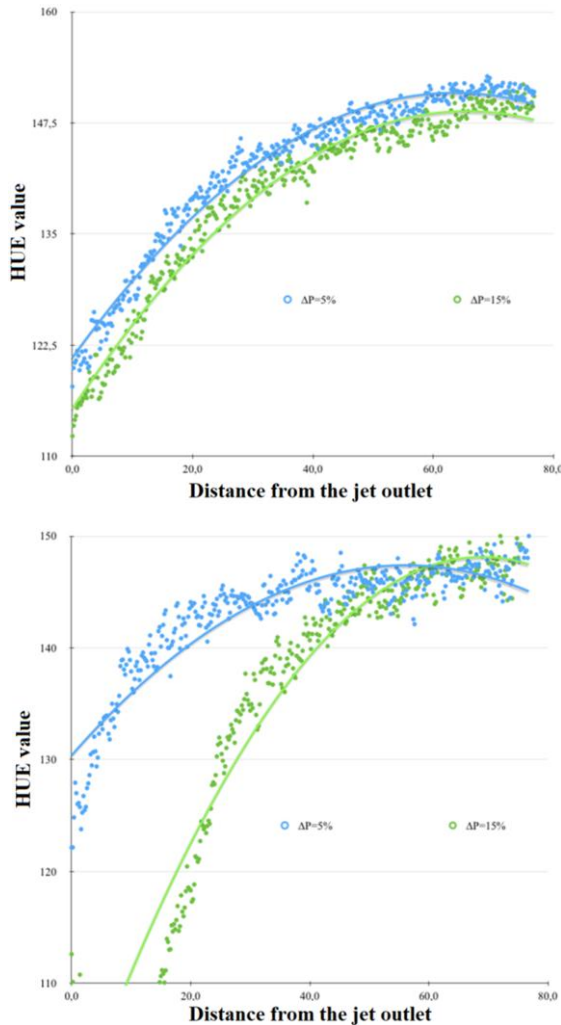 160
147,5
135
122,5
110
HUE value
ΔP=5% ΔP=15%
0,0 20,0 40,0 60,0 80,0
Distance from the jet outlet
150
140
130
120
110
HUE value
ΔP=5% ΔP=15%
0,0 20,0 40,0 60,0 80,0
Distance from the jet outlet